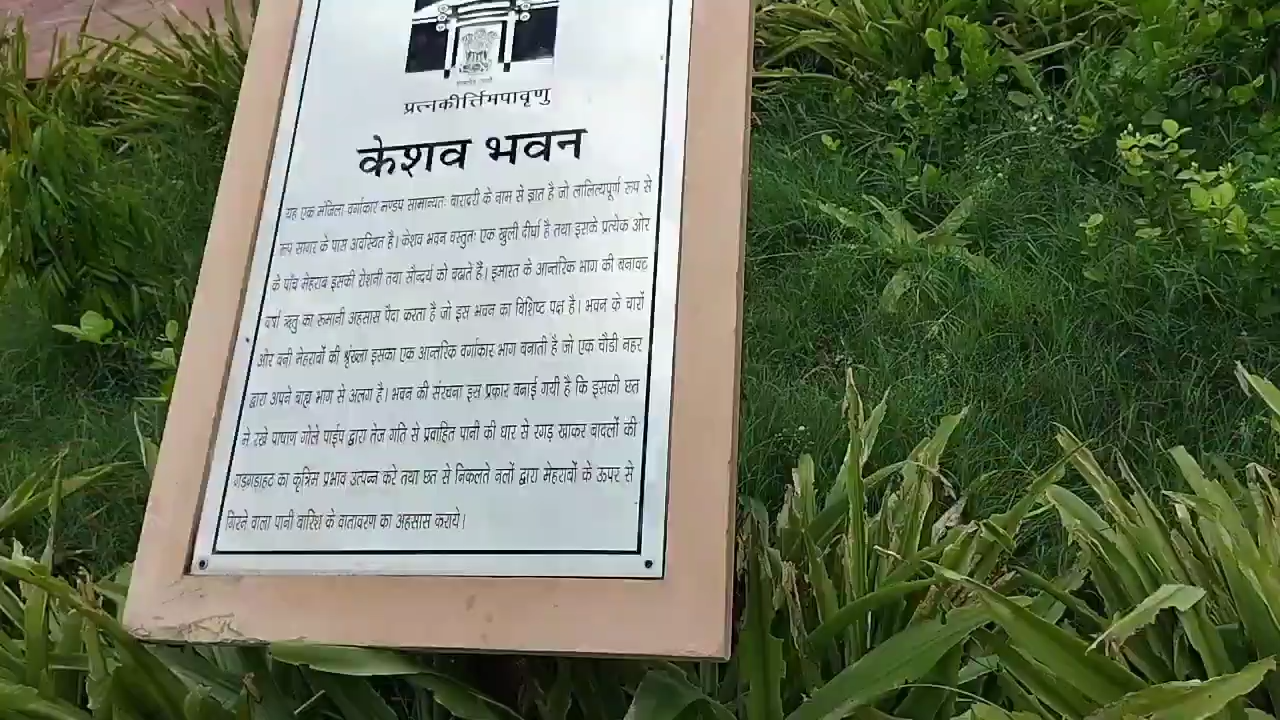 प्रत्नकीर्त्तिमपावृणु
केशव भवन
यह एक मंजिला वर्गाकार मण्डप सामान्यतः बारादरी के नाम से ज्ञात है जो लालित्यपूर्ण रूप से
रूप सागर के पास अवस्थित है। केशव भवन वस्तुतः एक खुली दीर्घा है तथा इसके प्रत्येक ओर
के पाँच मेहराब इसकी रोशनी तथा सौन्दर्य को बढाते हैं। इमारत के आन्तरिक भाग की बनावट
वर्षा ऋतु का रूमानी अहसास पैदा करता है जो इस भवन का विशिष्ट पक्ष है। भवन के चारों
ओर बनी मेहराबों की श्रृंखला इसका एक आन्तरिक वर्गाकार भाग बनाती है जो एक चौडी नहर
द्वारा अपने बाह्य भाग से अलग है। भवन की संरचना इस प्रकार बनाई गयी है कि इसकी छत
में रखे पाषाण गोले पाईप द्वारा तेज गति से प्रवाहित पानी की धार से रगड़ खाकर बादलों की
गड़गड़ाहट का कृत्रिम प्रभाव उत्पन्न करे तथा छत से निकलते नलों द्वारा मेहराबों के ऊपर से
गिरने वाला पानी बारिश के वातावरण का अहसास कराये।